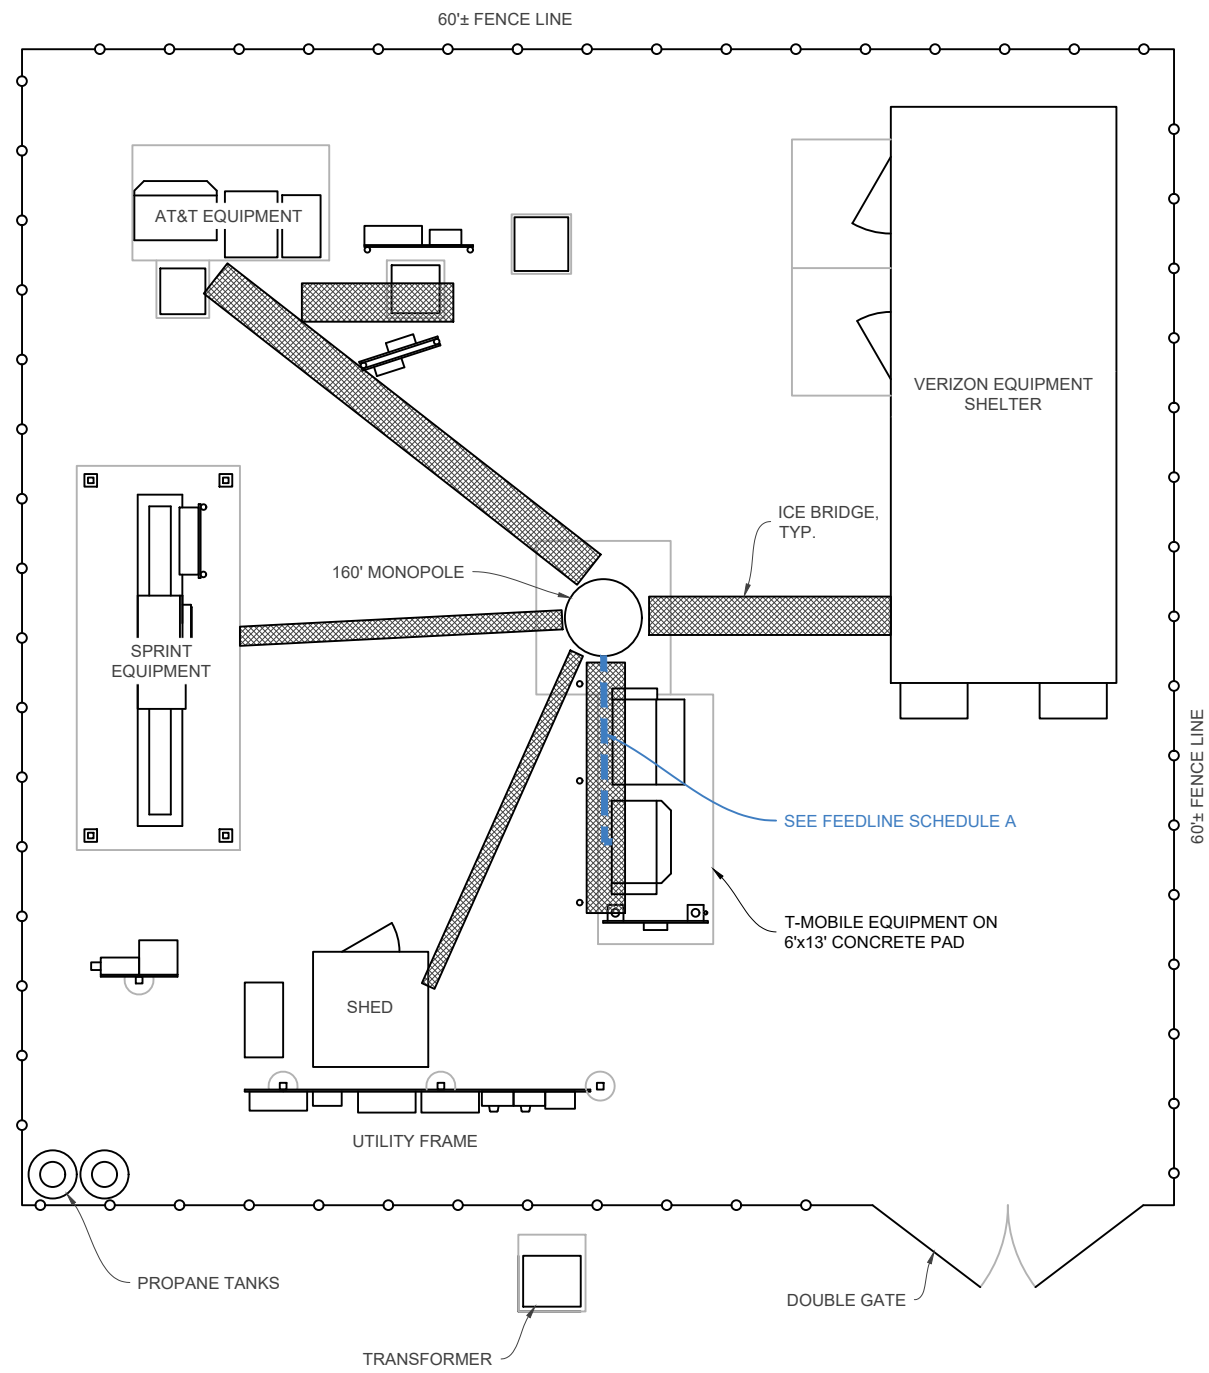 60'± FENCE LINE
AT&T EQUIPMENT
VERIZON EQUIPMENT
SHELTER
ICE BRIDGE,
TYP.
160' MONOPOLE
SPRINT
EQUIPMENT
60'± FENCE LINE
SEE FEEDLINE SCHEDULE A
T-MOBILE EQUIPMENT ON
6'x13' CONCRETE PAD
SHED
UTILITY FRAME
PROPANE TANKS
DOUBLE GATE
TRANSFORMER